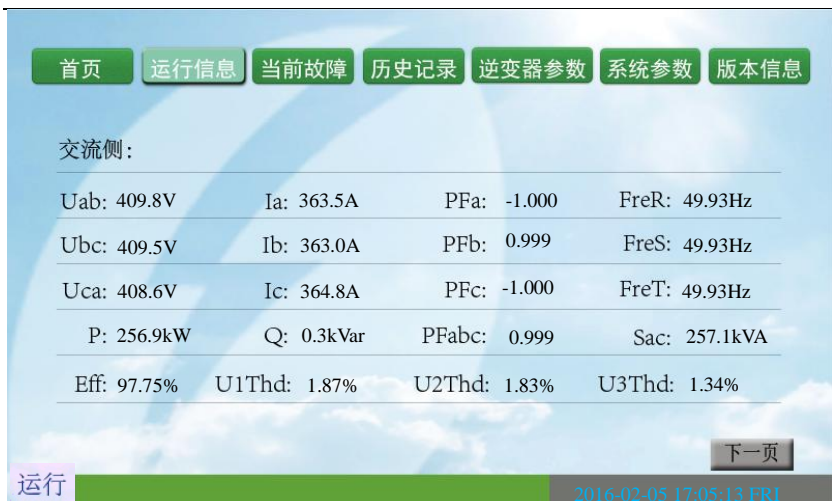 首页 运行信息 当前故障 历史记录 逆变器参数 系统参数 版本信息
交流侧:
Uab: 409.8V Ia: 363.5A PFa: -1.000 FreR: 49.93Hz
Ubc: 409.5V Ib: 363.0A PFb: 0.999 FreS: 49.93Hz
Uca: 408.6V Ic: 364.8A PFc: -1.000 FreT: 49.93Hz
P: 256.9kW Q: 0.3kVar PFabc: 0.999 Sac: 257.1kVA
Eff: 97.75% U1Thd: 1.87% U2Thd: 1.83% U3Thd: 1.34%
下一页
运行 2016-02-05 17:05:13 FRI